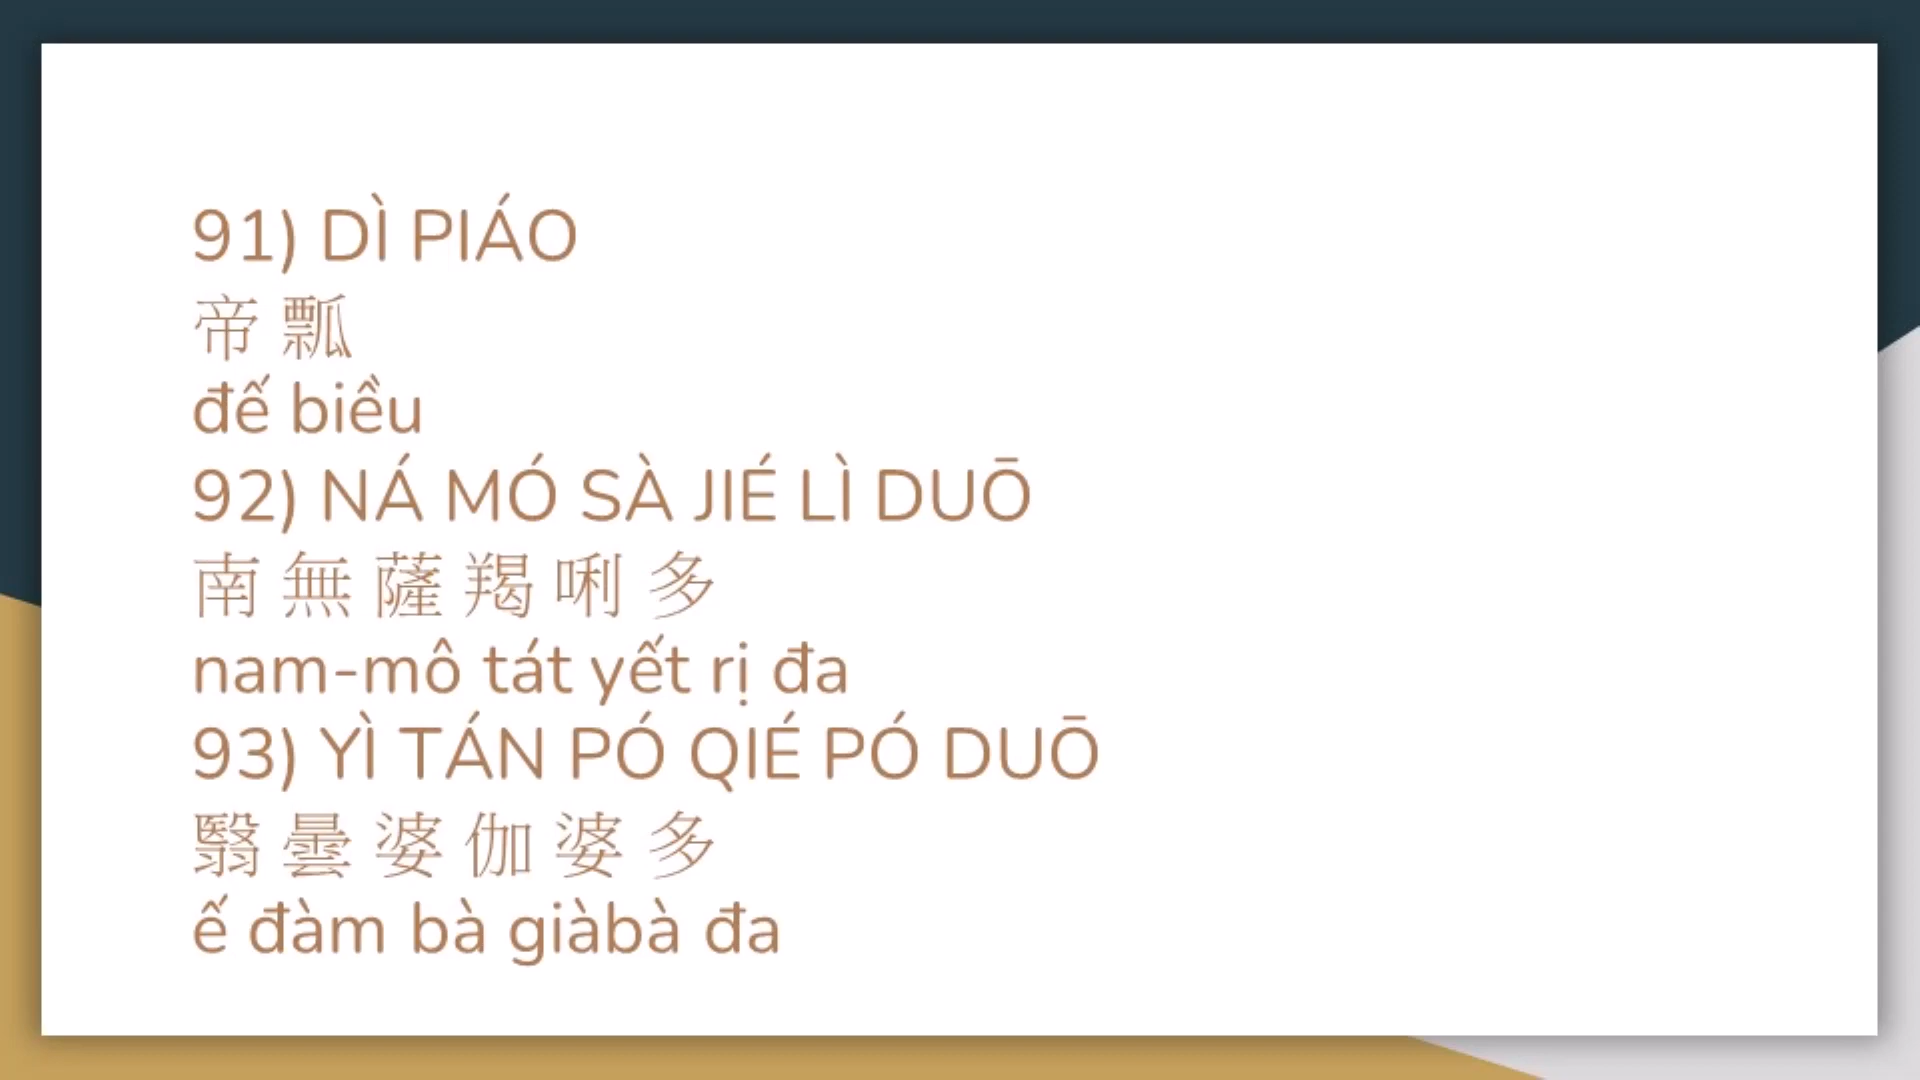 91) DÌ PIÁO
帝 瓢
đế biều
92) NÁ MÓ SÀ JIÉ LÌ DUŌ
南 無 薩 羯 唎 多
nam-mô tát yết rị đa
93) YÌ TÁN PÓ QIÉ PÓ DUŌ
翳 曇 婆 伽 婆 多
ế đàm bà giàbà đa